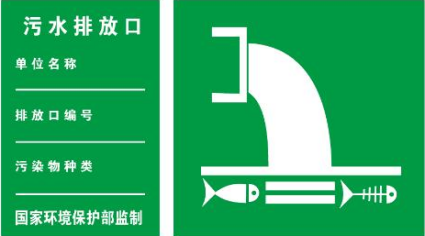 污水排放口
单位名称
排放口编号
污染物种类
国家环境保护部监制